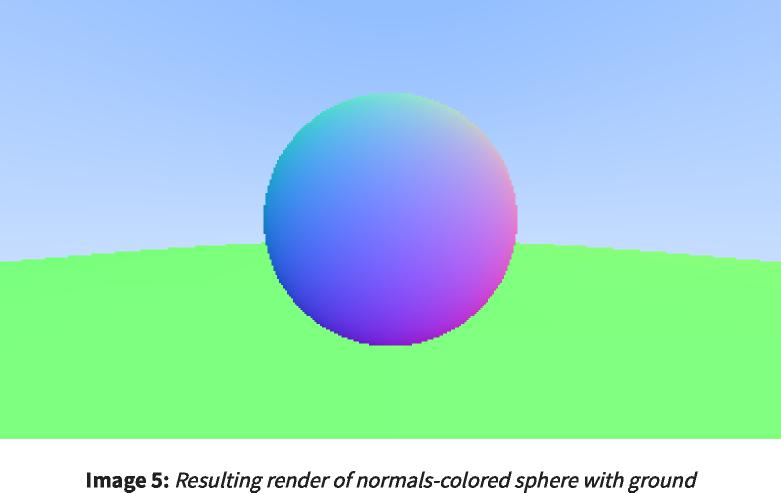 Image 5: Resulting render of normals-colored sphere with ground